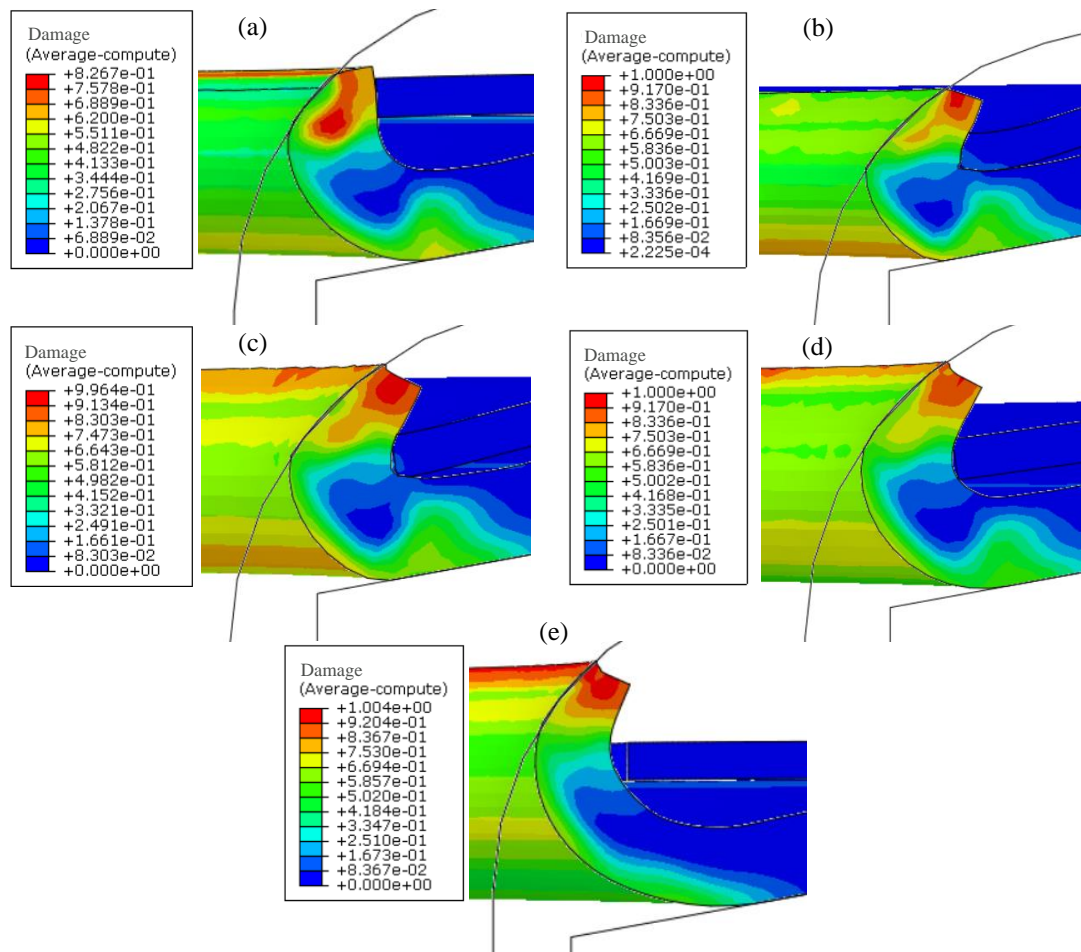 (a)
Damage
(Average-compute)
+8.267e-01
+7.578e-01
+6.889e-01
+6.200e-01
+5.511e-01
+4.822e-01
+4.133e-01
+3.444e-01
+2.756e-01
+2.067e-01
+1.378e-01
+6.889e-02
+0.000e+00
(b)
Damage
(Average-compute)
+1.000e+00
+9.170e-01
+8.336e-01
+7.503e-01
+6.669e-01
+5.836e-01
+5.003e-01
+4.169e-01
+3.336e-01
+2.502e-01
+1.669e-01
+8.356e-02
+2.225e-04
(c)
Damage
(Average-compute)
+9.964e-01
+9.134e-01
+8.303e-01
+7.473e-01
+6.643e-01
+5.812e-01
+4.982e-01
+4.152e-01
+3.321e-01
+2.491e-01
+1.661e-01
+8.303e-02
+0.000e+00
(d)
Damage
(Average-compute)
+1.000e+00
+9.170e-01
+8.336e-01
+7.503e-01
+6.669e-01
+5.836e-01
+5.002e-01
+4.168e-01
+3.335e-01
+2.501e-01
+1.667e-01
+8.336e-02
+0.000e+00
(e)
Damage
(Average-compute)
+1.004e+00
+9.204e-01
+8.367e-01
+7.530e-01
+6.694e-01
+5.857e-01
+5.020e-01
+4.184e-01
+3.347e-01
+2.510e-01
+1.673e-01
+8.367e-02
+0.000e+00